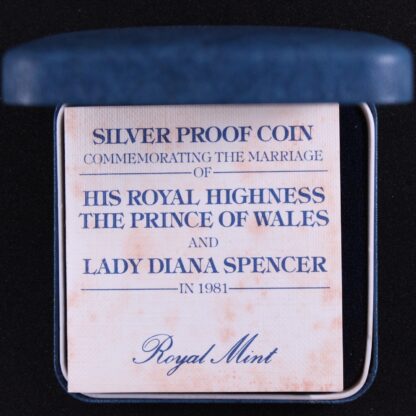 SILVER PROOF COIN
COMMEMORATING THE MARRIAGE
OF
HIS ROYAL HIGHNESS
THE PRINCE OF WALES
AND
LADY DIANA SPENCER
IN 1981
Royal Mint